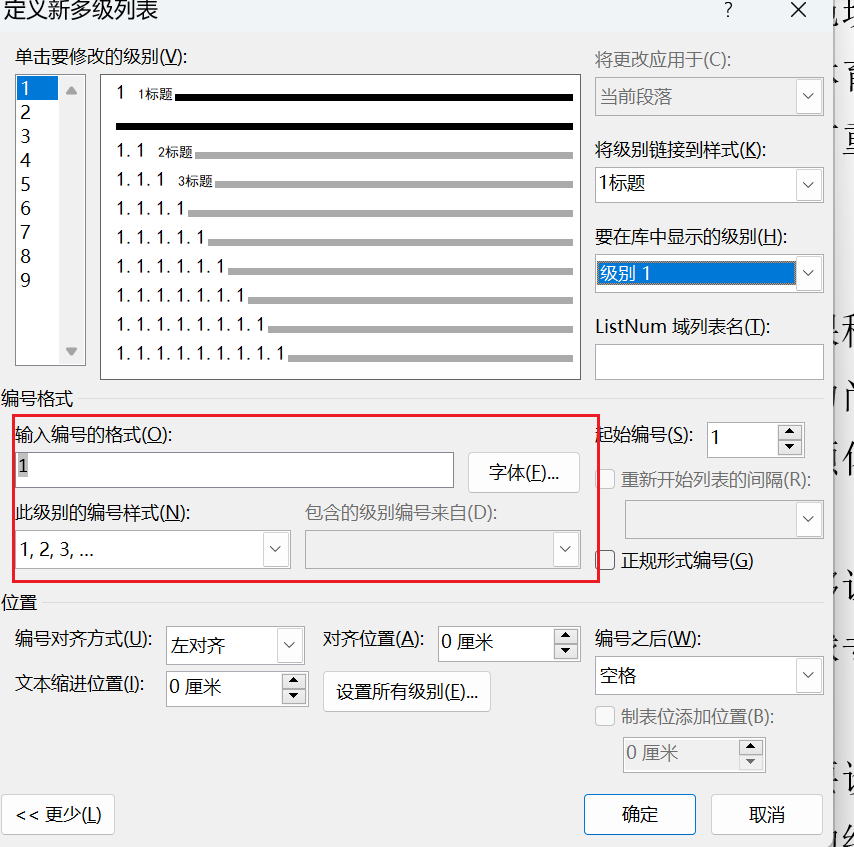 定义新多级列表 ?
单击要修改的级别(V):
1
2
3
4
5
6
7
8
9
1 1标题
1.1 2标题
1.1.1 3标题
1.1.1.1
1.1.1.1.1
1.1.1.1.1.1
1.1.1.1.1.1.1
1.1.1.1.1.1.1.1
1.1.1.1.1.1.1.1.1
将更改应用于(C):
当前段落
将级别链接到样式(K):
1标题
要在库中显示的级别(H):
级别 1
ListNum 域列表名(T):
编号格式
输入编号的格式(O):
1
字体(F)...
此级别的编号样式(N):
1, 2, 3, ...
包含的级别编号来自(D):
起始编号(S): 1
重新开始列表的间隔(R):
正规形式编号(G)
位置
编号对齐方式(U): 左对齐
对齐位置(A): 0 厘米
文本缩进位置(I): 0 厘米
设置所有级别(E)...
编号之后(W):
空格
制表位添加位置(B):
0 厘米
<< 更少(L)
确定
取消